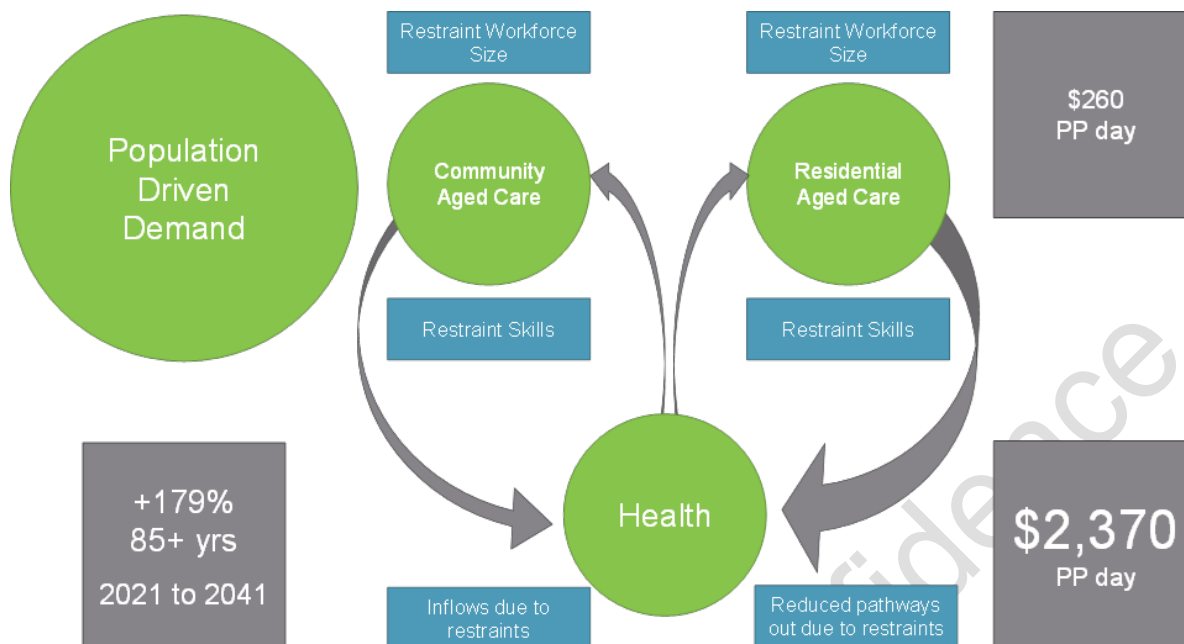 Population
Driven
Demand
Restraint Workforce
Size
Community
Aged Care
Restraint Skills
Restraint Workforce
Size
Residential
Aged Care
Restraint Skills
$260
PP day
+179%
85+ yrs
2021 to 2041
Health
Inflows due to
restraints
Reduced pathways
out due to restraints
$2,370
PP day